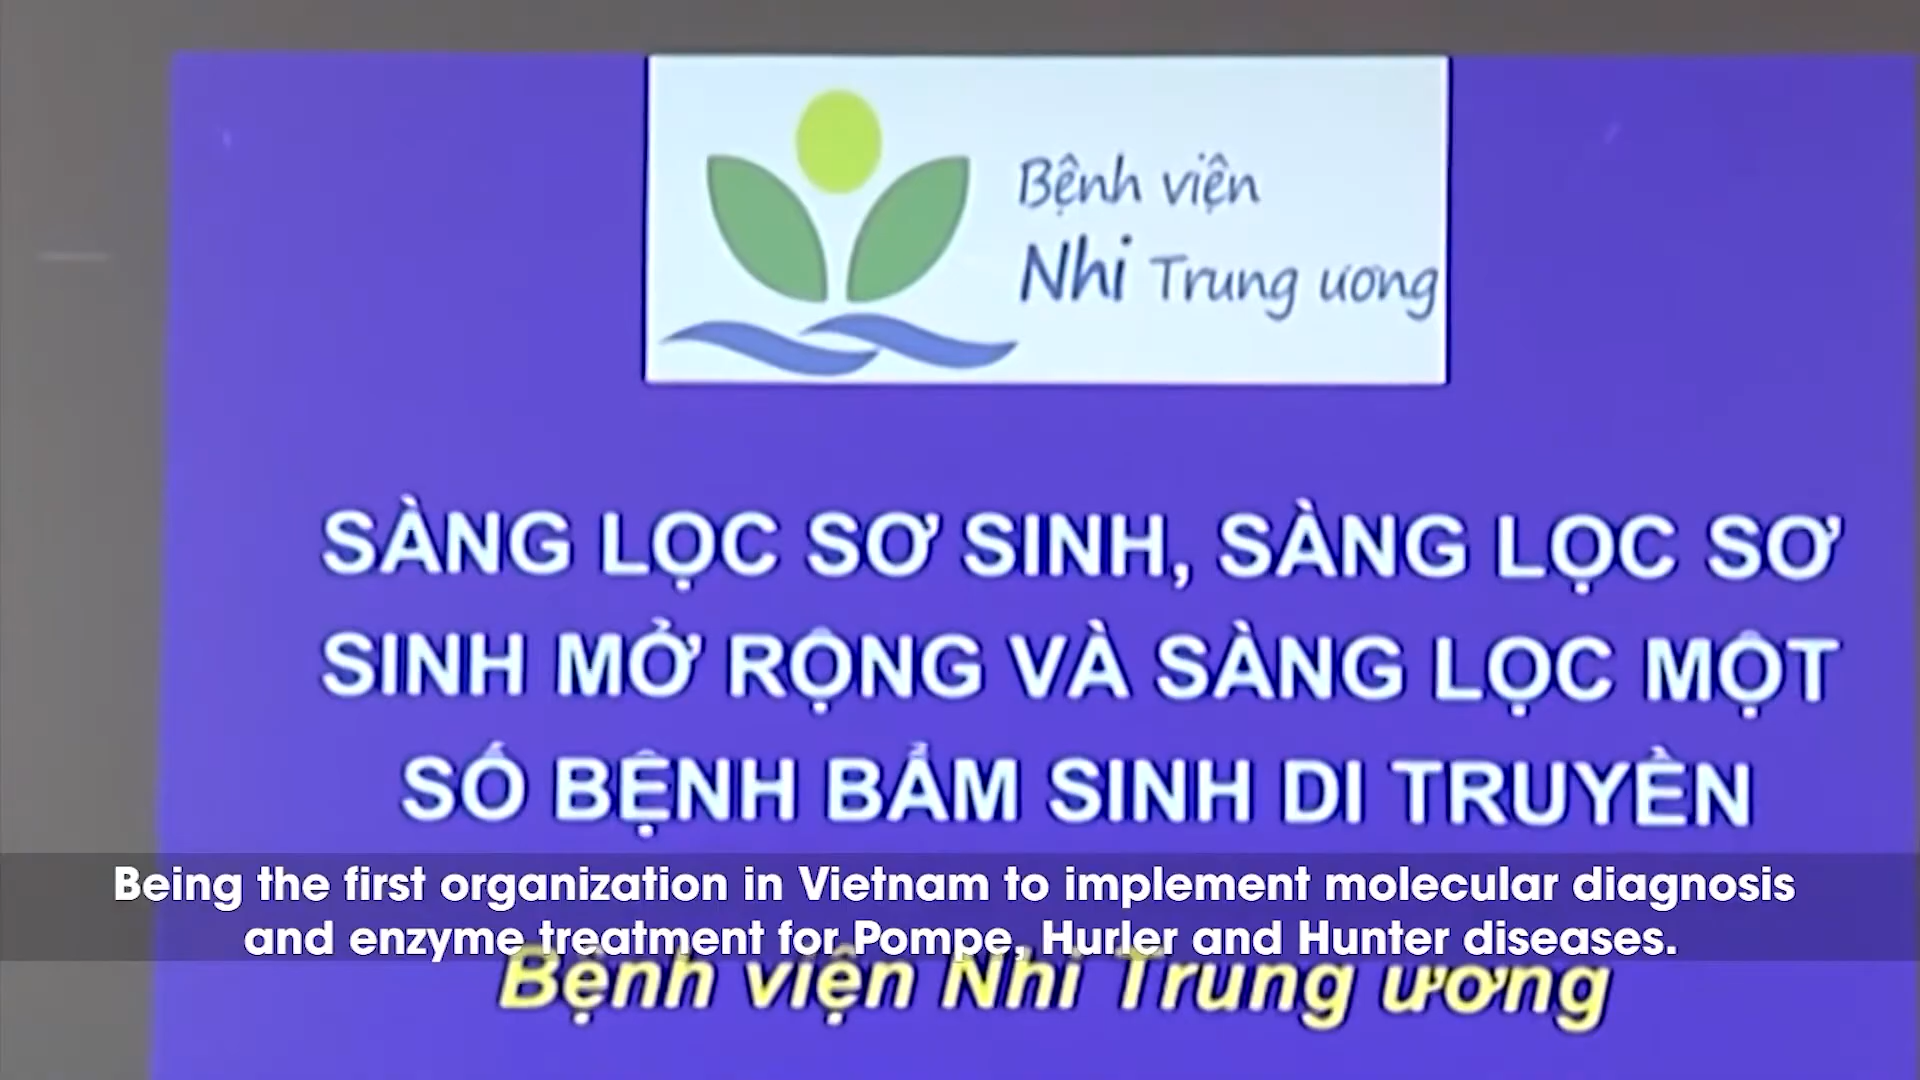 Bệnh viện
Nhi Trung ương
SÀNG LỌC SƠ SINH, SÀNG LỌC SƠ
SINH MỞ RỘNG VÀ SÀNG LỌC MỘT
SỐ BỆNH BẨM SINH DI TRUYỀN
Being the first organization in Vietnam to implement molecular diagnosis
and enzyme treatment for Pompe, Hurler and Hunter diseases.
Bệnh viện Nhi Trung ương